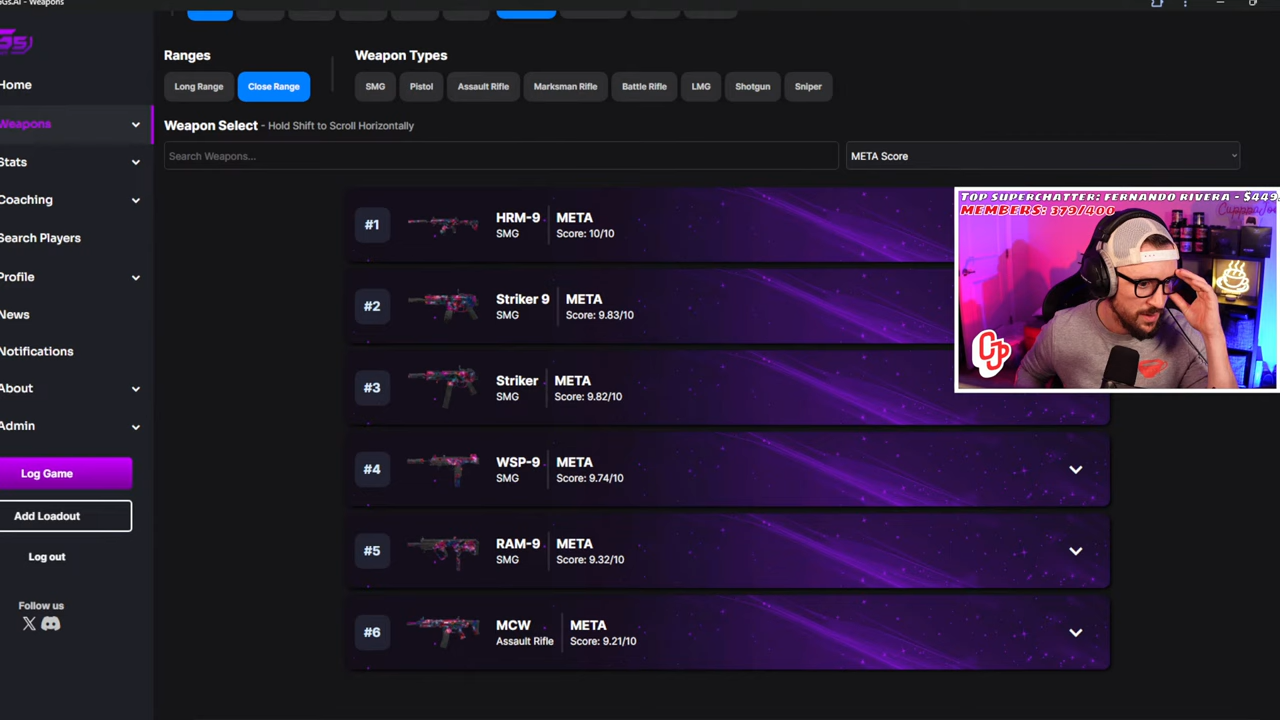 GGs.AI - Weapons
Ranges
Weapon Types
Long Range
Close Range
SMG
Pistol
Assault Rifle
Marksman Rifle
Battle Rifle
LMG
Shotgun
Sniper
Weapon Select - Hold Shift to Scroll Horizontally
Search Weapons...
META Score
Home
Weapons
Stats
Coaching
Search Players
Profile
News
Notifications
About
Admin
Log Game
Add Loadout
Log out
Follow us
#1
HRM-9
SMG
META
Score: 10/10
#2
Striker 9
SMG
META
Score: 9.83/10
#3
Striker
SMG
META
Score: 9.82/10
#4
WSP-9
SMG
META
Score: 9.74/10
#5
RAM-9
SMG
META
Score: 9.32/10
#6
MCW
Assault Rifle
META
Score: 9.21/10
TOP SUPERCHATTER: FERNANDO RIVERA - $449
MEMBERS: 379/400
CJP